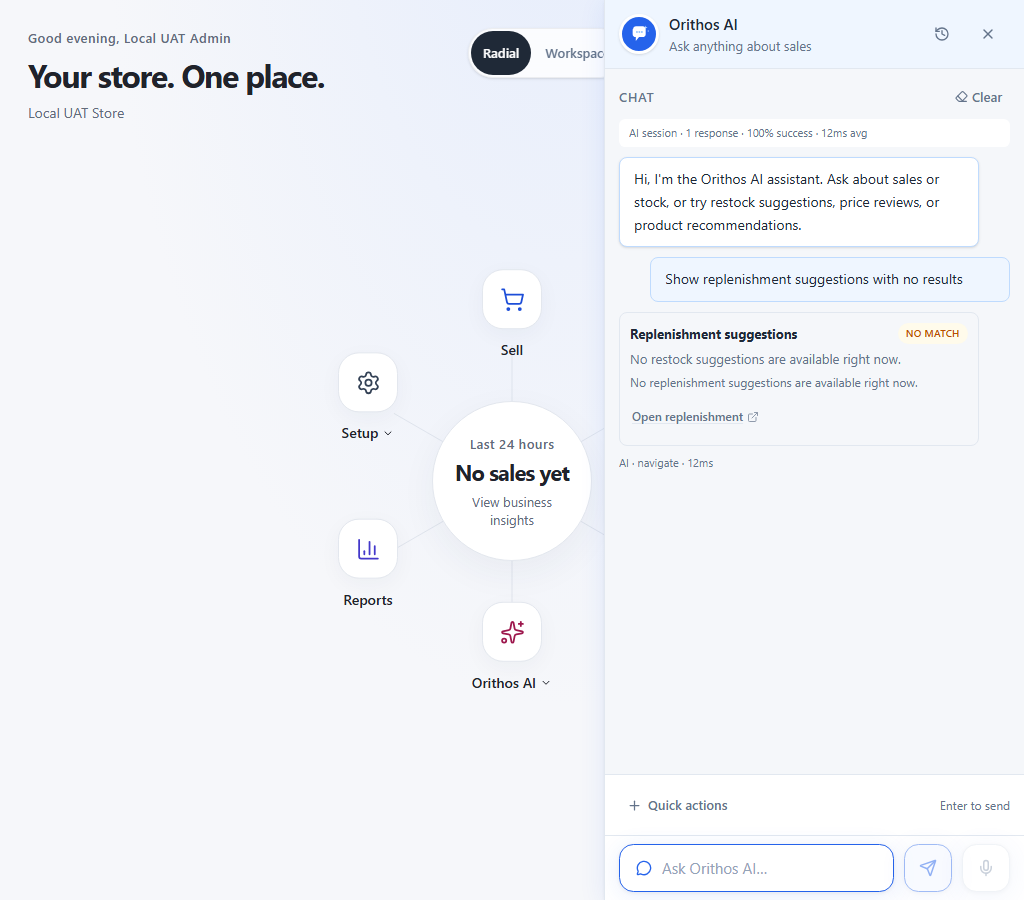 Good evening, Local UAT Admin
Your store. One place.
Local UAT Store
Radial
Workspac
Sell
Setup
Last 24 hours
No sales yet
View business
insights
Reports
Orithos AI
Orithos AI
Ask anything about sales
CHAT
Clear
AI session · 1 response · 100% success · 12ms avg
Hi, I'm the Orithos AI assistant. Ask about sales or
stock, or try restock suggestions, price reviews, or
product recommendations.
Show replenishment suggestions with no results
Replenishment suggestions
NO MATCH
No restock suggestions are available right now.
No replenishment suggestions are available right now.
Open replenishment
AI · navigate · 12ms
Quick actions
Enter to send
Ask Orithos AI...